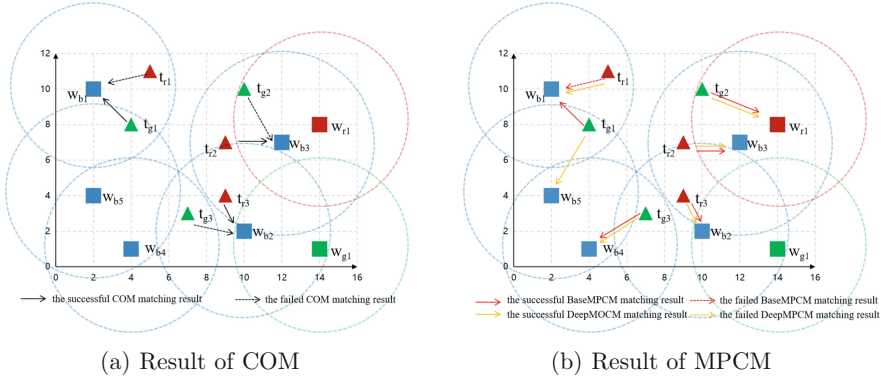 12
10
8
6
4
2
0
0 2 4 6 8 10 12 14 16
w_b1
t_r1
t_g1
t_g2
w_r1
t_r2
w_b3
w_b5
t_r3
t_g3
w_b2
w_b4
w_g1
the successful COM matching result the failed COM matching result
(a) Result of COM
12
10
8
6
4
2
0
0 2 4 6 8 10 12 14 16
w_b1
t_r1
t_g1
t_g2
w_r1
t_r2
w_b3
w_b5
t_r3
t_g3
w_b2
w_b4
w_g1
the successful BaseMPCM matching result the failed BaseMPCM matching result
the successful DeepMOCM matching result the failed DeepMPCM matching result
(b) Result of MPCM